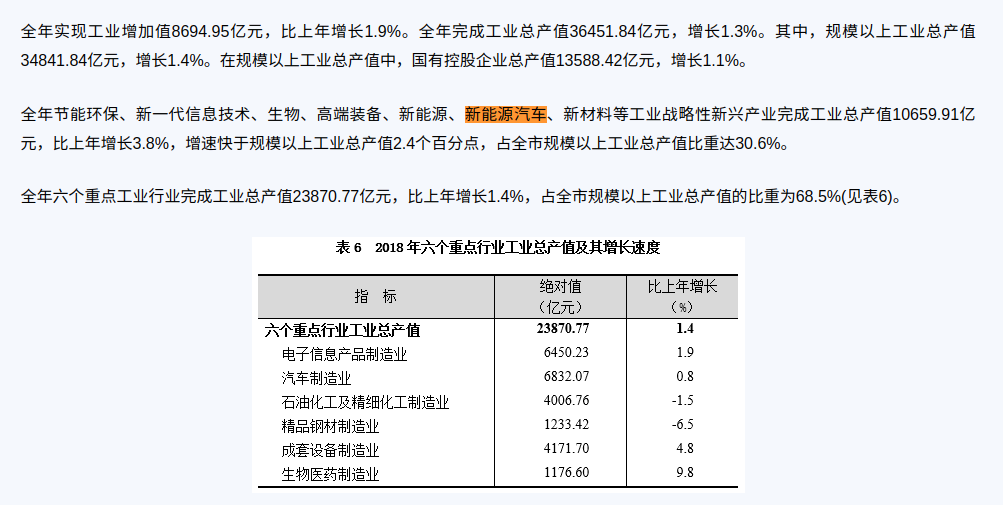 全年实现工业增加值8694.95亿元，比上年增长1.9%。全年完成工业总产值36451.84亿元，增长1.3%。其中，规模以上工业总产值
34841.84亿元，增长1.4%。在规模以上工业总产值中，国有控股企业总产值13588.42亿元，增长1.1%。
全年节能环保、新一代信息技术、生物、高端装备、新能源、新能源汽车、新材料等工业战略性新兴产业完成工业总产值10659.91亿
元，比上年增长3.8%，增速快于规模以上工业总产值2.4个百分点，占全市规模以上工业总产值比重达30.6%。
全年六个重点工业行业完成工业总产值23870.77亿元，比上年增长1.4%，占全市规模以上工业总产值的比重为68.5%(见表6)。
表 6 2018 年六个重点行业工业总产值及其增长速度
指 标 绝对值 比上年增长
（亿元） （%）
六个重点行业工业总产值 23870.77 1.4
电子信息产品制造业 6450.23 1.9
汽车制造业 6832.07 0.8
石油化工及精细化工制造业 4006.76 -1.5
精品钢材制造业 1233.42 -6.5
成套设备制造业 4171.70 4.8
生物医药制造业 1176.60 9.8